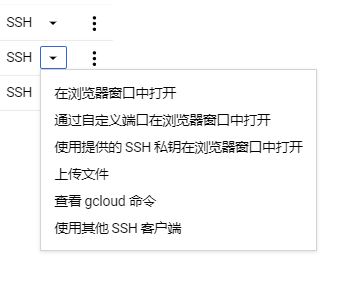 SSH
SSH
SSH
在浏览器窗口中打开
通过自定义端口在浏览器窗口中打开
使用提供的 SSH 私钥在浏览器窗口中打开
上传文件
查看 gcloud 命令
使用其他 SSH 客户端